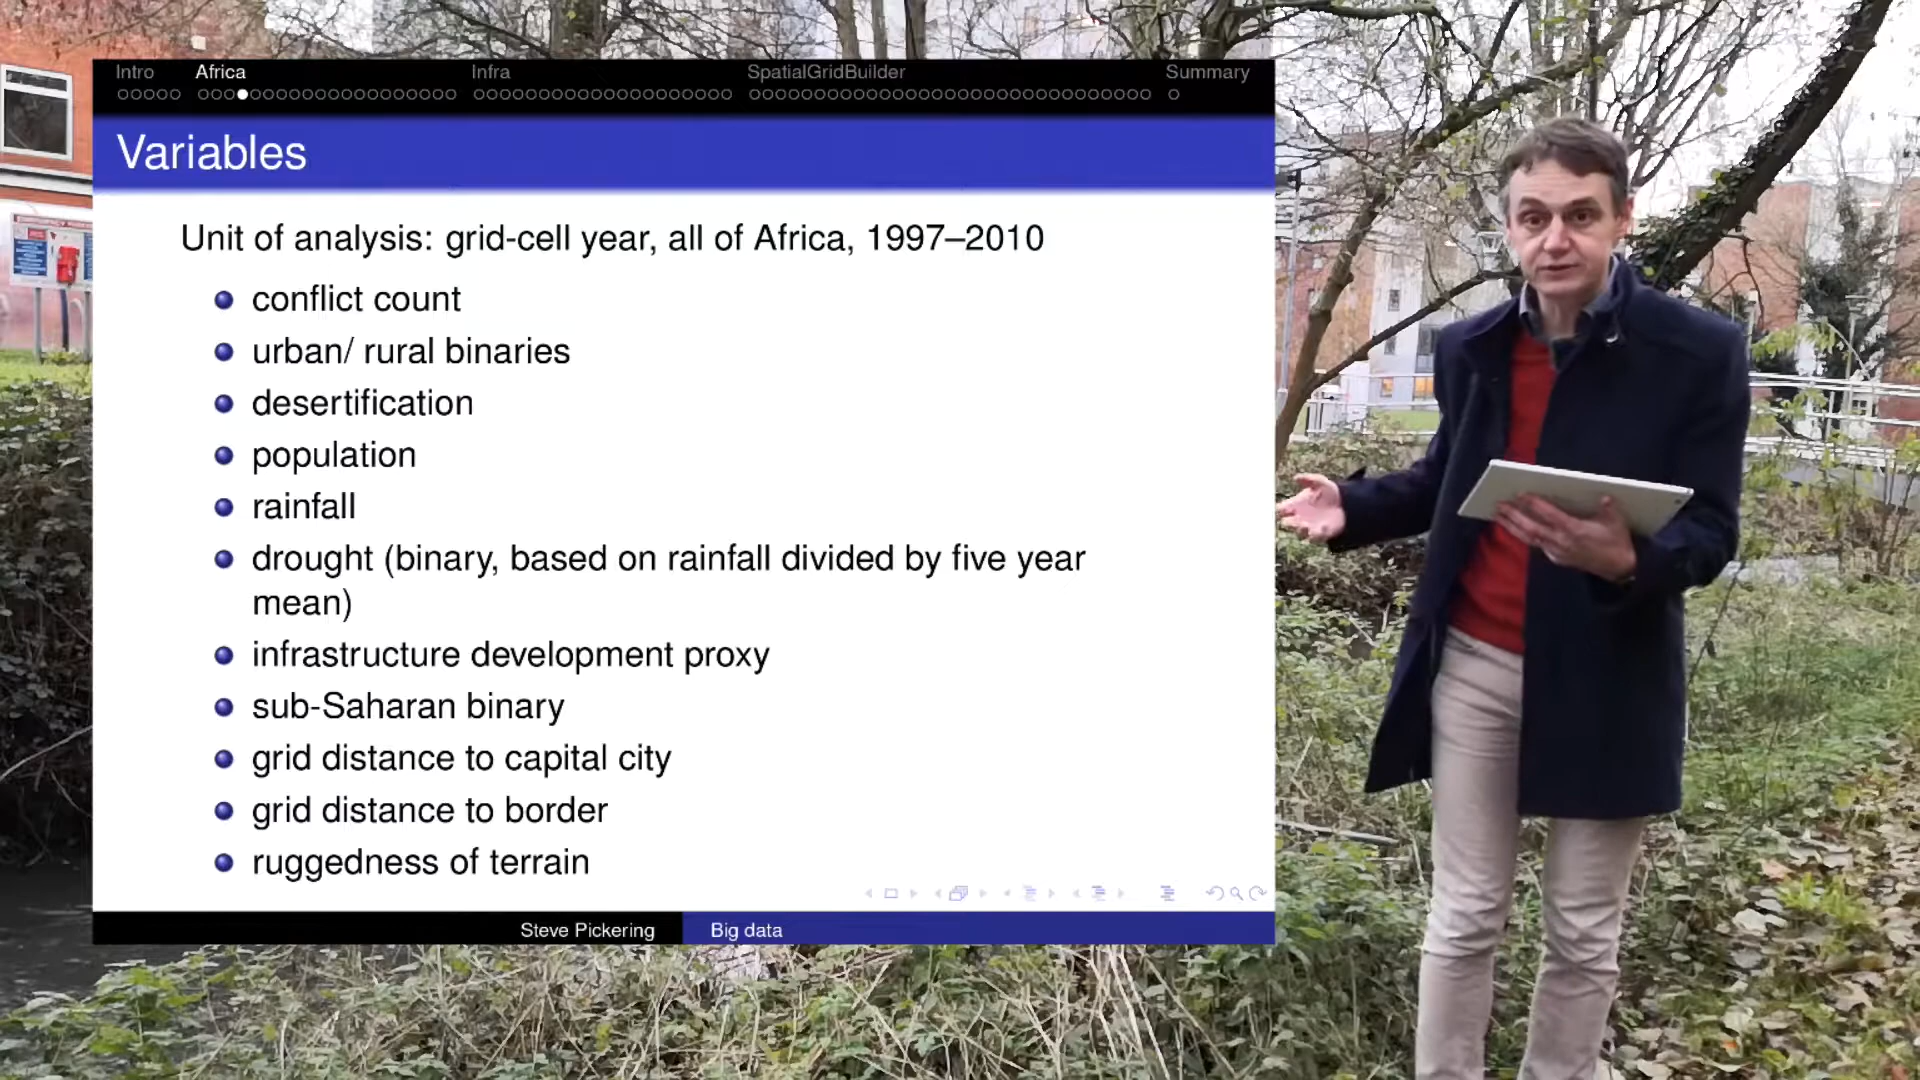 Intro Africa Infra SpatialGridBuilder Summary
Variables
Unit of analysis: grid-cell year, all of Africa, 1997–2010
conflict count
urban/ rural binaries
desertification
population
rainfall
drought (binary, based on rainfall divided by five year
mean)
infrastructure development proxy
sub-Saharan binary
grid distance to capital city
grid distance to border
ruggedness of terrain
Steve Pickering Big data